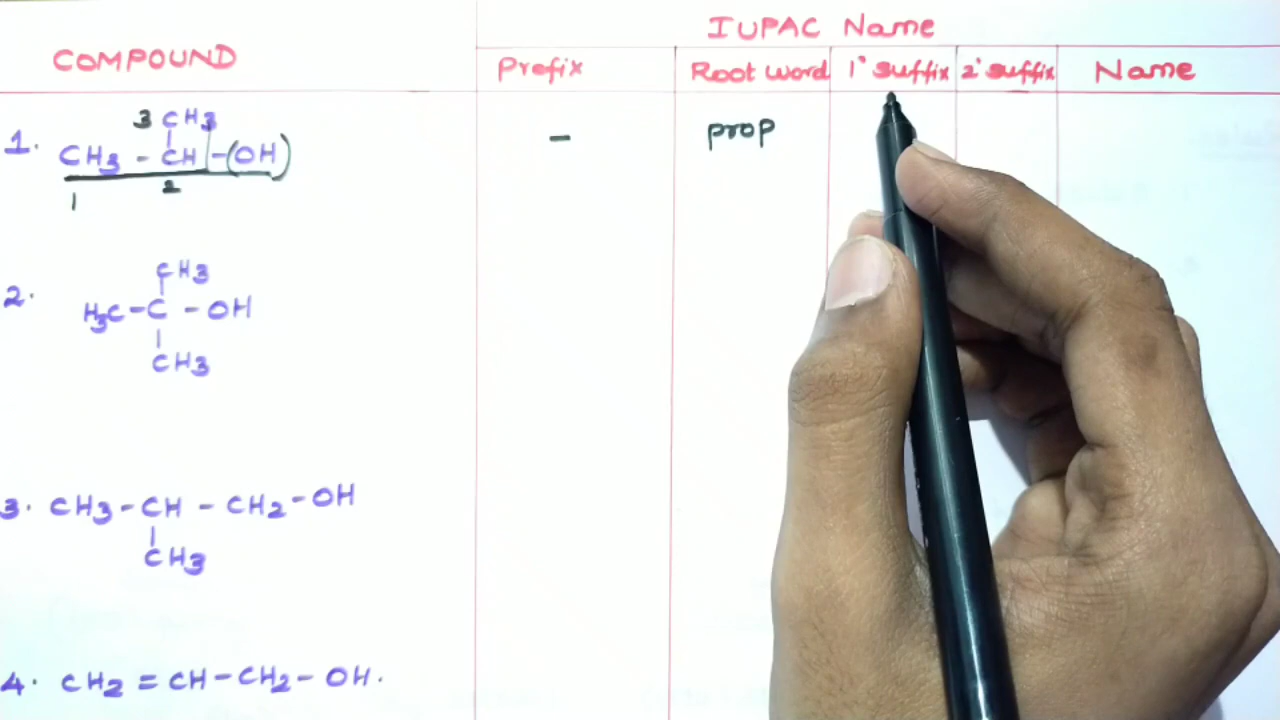 IUPAC Name
COMPOUND Prefix Root word 1° suffix 2° suffix Name
3 CH3
1. CH3 - CH - (OH) - prop
1 2
CH3
2. H3C - C - OH
CH3
3. CH3 - CH - CH2 - OH
CH3
4. CH2 = CH - CH2 - OH.